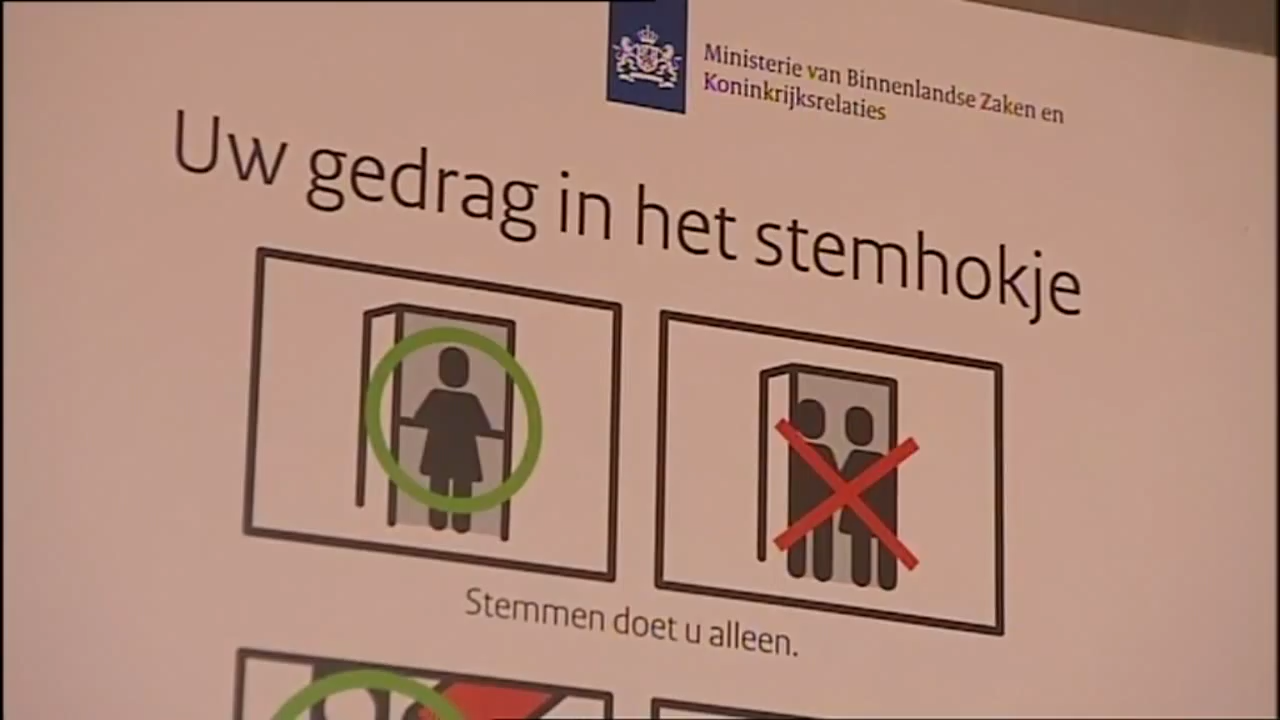 Ministerie van Binnenlandse Zaken en
Koninkrijksrelaties
Uw gedrag in het stemhokje
Stemmen doet u alleen.